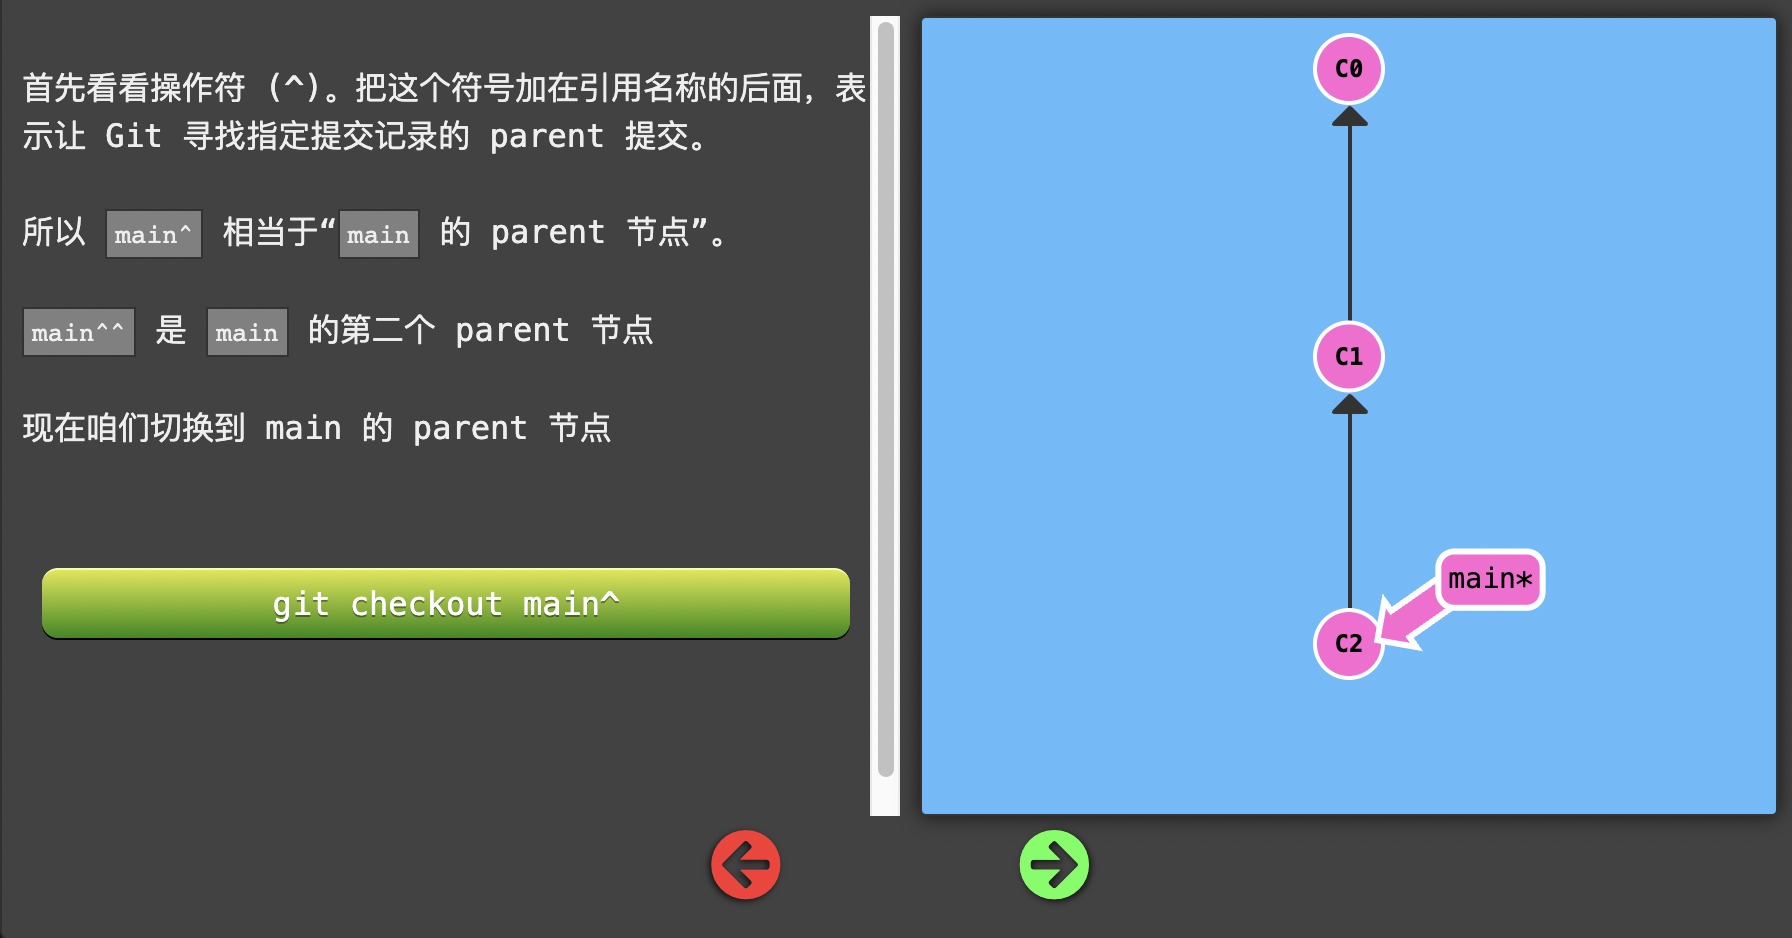 首先看看操作符 (^)。把这个符号加在引用名称的后面，表
示让 Git 寻找指定提交记录的 parent 提交。
所以 main^ 相当于“main 的 parent 节点”。
main^^ 是 main 的第二个 parent 节点
现在咱们切换到 main 的 parent 节点
git checkout main^
C0
C1
main*
C2